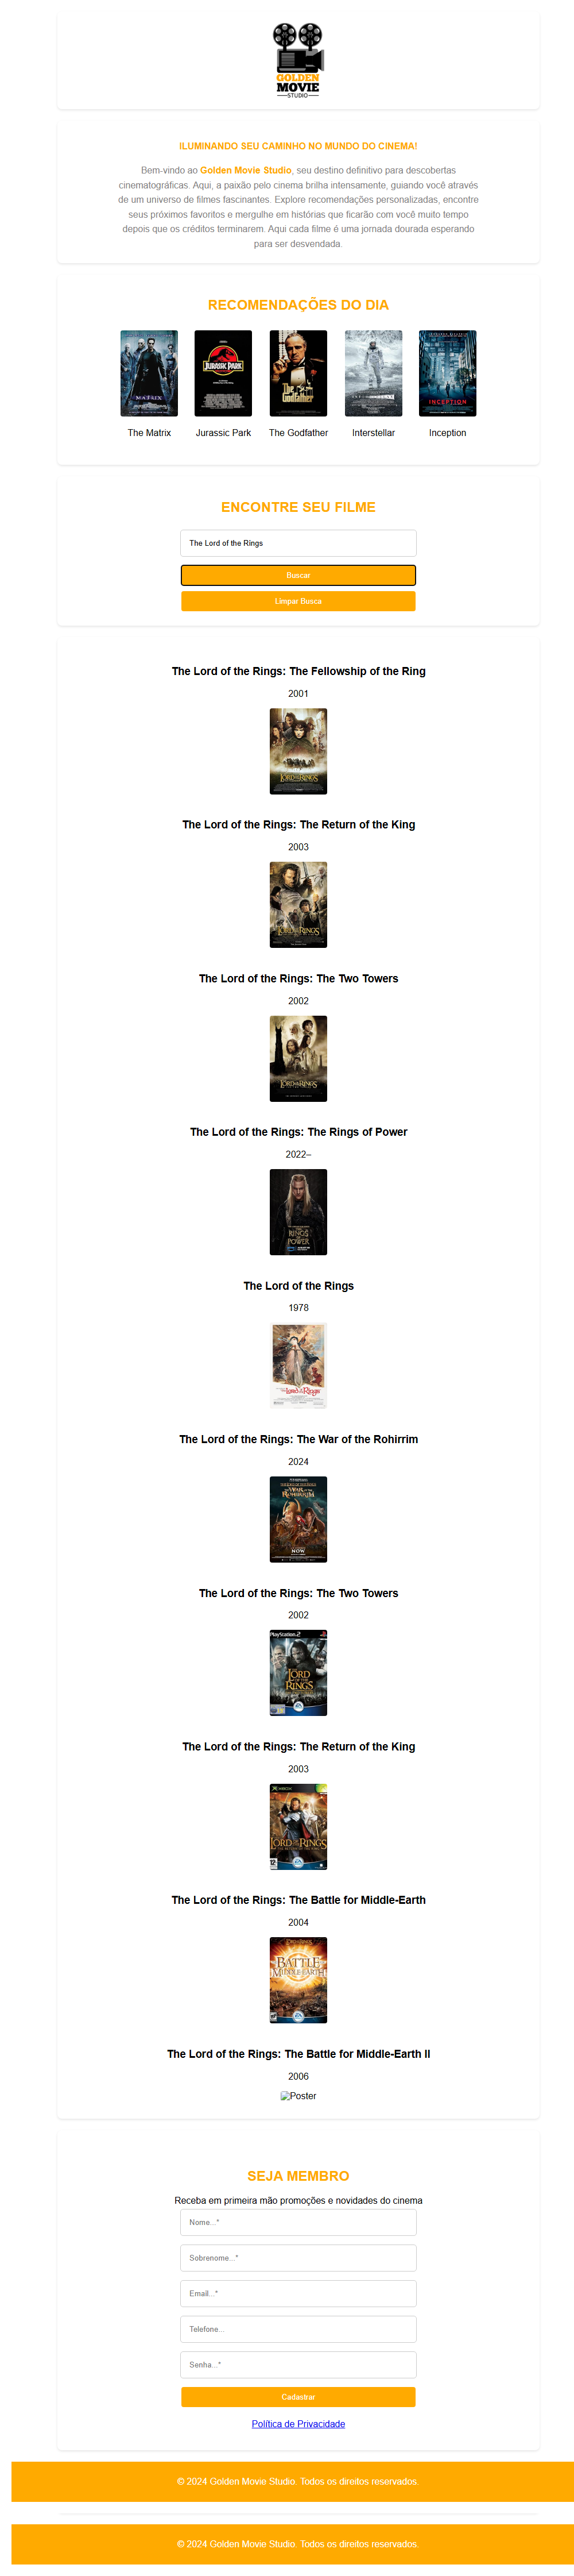 GOLDEN
MOVIE
STUDIO
ILUMINANDO SEU CAMINHO NO MUNDO DO CINEMA!
Bem-vindo ao Golden Movie Studio, seu destino definitivo para descobertas
cinematográficas. Aqui, a paixão pelo cinema brilha intensamente, guiando você através
de um universo de filmes fascinantes. Explore recomendações personalizadas, encontre
seus próximos favoritos e mergulhe em histórias que ficarão com você muito tempo
depois que os créditos terminarem. Aqui cada filme é uma jornada dourada esperando
para ser desvendada.
RECOMENDAÇÕES DO DIA
MATRIX
JURASSIC PARK
The Godfather
INCEPTION
The Matrix
Jurassic Park
The Godfather
Interstellar
Inception
ENCONTRE SEU FILME
The Lord of the Rings
Buscar
Limpar Busca
The Lord of the Rings: The Fellowship of the Ring
2001
The Lord of the Rings: The Return of the King
2003
The Lord of the Rings: The Two Towers
2002
The Lord of the Rings: The Rings of Power
2022–
The Lord of the Rings
1978
The Lord of the Rings: The War of the Rohirrim
2024
The Lord of the Rings: The Two Towers
2002
PlayStation 2
The Lord of the Rings: The Return of the King
2003
The Lord of the Rings: The Battle for Middle-Earth
2004
The Lord of the Rings: The Battle for Middle-Earth II
2006
Poster
SEJA MEMBRO
Receba em primeira mão promoções e novidades do cinema
Nome...*
Sobrenome...*
Email...*
Telefone...
Senha...*
Cadastrar
Política de Privacidade
© 2024 Golden Movie Studio. Todos os direitos reservados.
© 2024 Golden Movie Studio. Todos os direitos reservados.